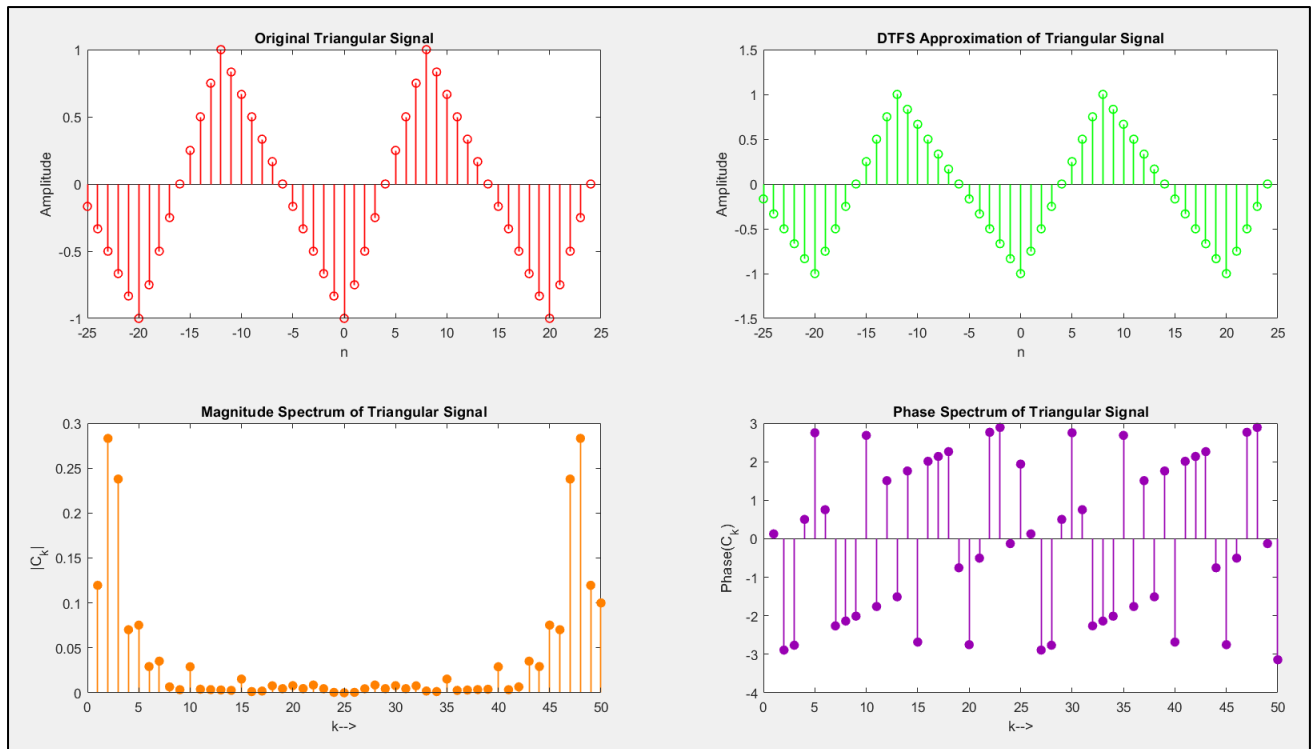 Original Triangular Signal
Amplitude
1
0.5
0
-0.5
-1
-25 -20 -15 -10 -5 0 5 10 15 20 25
n
DTFS Approximation of Triangular Signal
Amplitude
1.5
1
0.5
0
-0.5
-1
-1.5
-25 -20 -15 -10 -5 0 5 10 15 20 25
n
Magnitude Spectrum of Triangular Signal
|C_k|
0.3
0.25
0.2
0.15
0.1
0.05
0
0 5 10 15 20 25 30 35 40 45 50
k-->
Phase Spectrum of Triangular Signal
Phase(C_k)
3
2
1
0
-1
-2
-3
-4
0 5 10 15 20 25 30 35 40 45 50
k-->